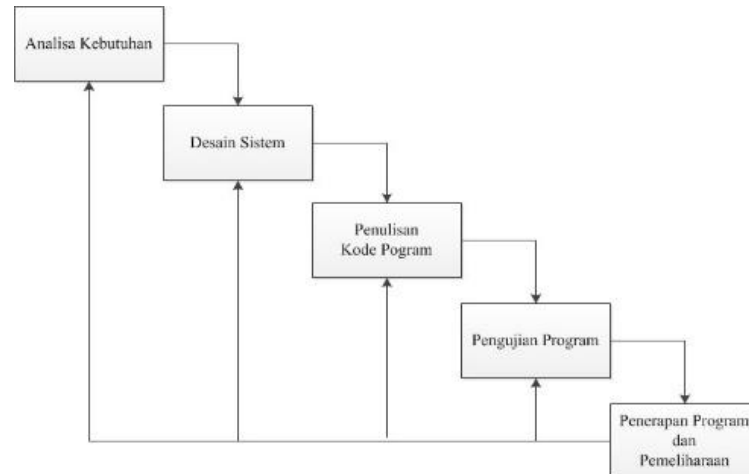 Analisa Kebutuhan
Desain Sistem
Penulisan
Kode Pogram
Pengujian Program
Penerapan Program
dan
Pemeliharaan